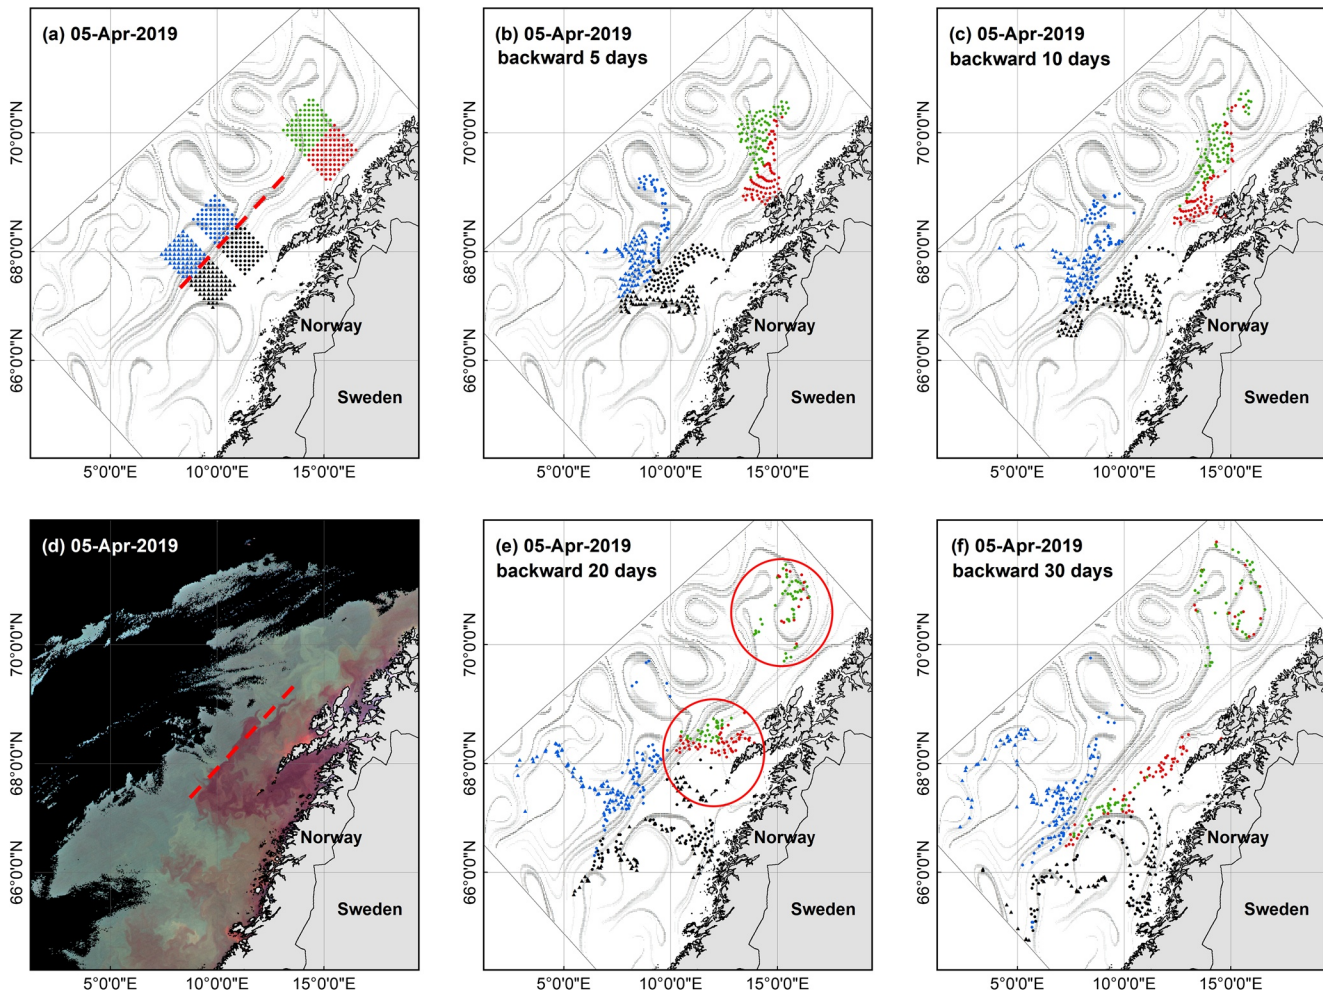 (a) 05-Apr-2019
70°0'0"N
68°0'0"N
66°0'0"N
Norway
Sweden
5°0'0"E
10°0'0"E
15°0'0"E
(b) 05-Apr-2019
backward 5 days
70°0'0"N
68°0'0"N
66°0'0"N
Norway
Sweden
5°0'0"E
10°0'0"E
15°0'0"E
(c) 05-Apr-2019
backward 10 days
70°0'0"N
68°0'0"N
66°0'0"N
Norway
Sweden
5°0'0"E
10°0'0"E
15°0'0"E
(d) 05-Apr-2019
70°0'0"N
68°0'0"N
66°0'0"N
Norway
Sweden
5°0'0"E
10°0'0"E
15°0'0"E
(e) 05-Apr-2019
backward 20 days
70°0'0"N
68°0'0"N
66°0'0"N
Norway
Sweden
5°0'0"E
10°0'0"E
15°0'0"E
(f) 05-Apr-2019
backward 30 days
70°0'0"N
68°0'0"N
66°0'0"N
Norway
Sweden
5°0'0"E
10°0'0"E
15°0'0"E